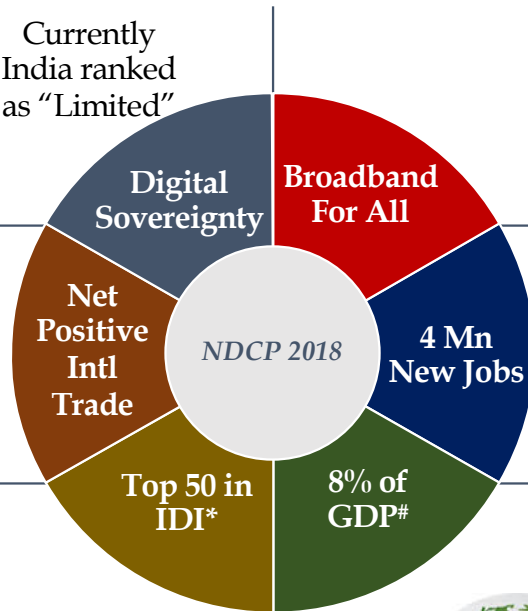 Currently
India ranked
as “Limited”
Digital
Sovereignty
Broadband
For All
Net
Positive
Intl
Trade
NDCP 2018
4 Mn
New Jobs
Top 50 in
IDI*
8% of
GDP#